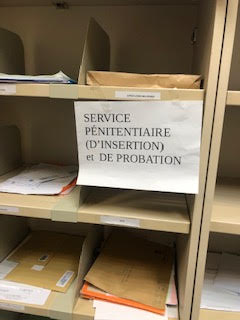 SERVICE
PÉNITENTIAIRE
(D'INSERTION)
et DE PROBATION